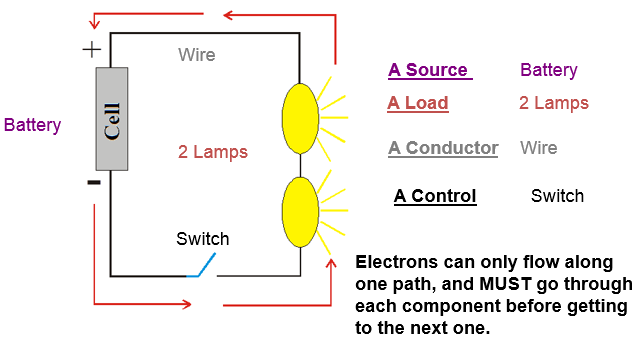 +
Wire
A Source Battery
Cell
A Load 2 Lamps
Battery
2 Lamps
A Conductor Wire
-
A Control Switch
Switch
Electrons can only flow along
one path, and MUST go through
each component before getting
to the next one.